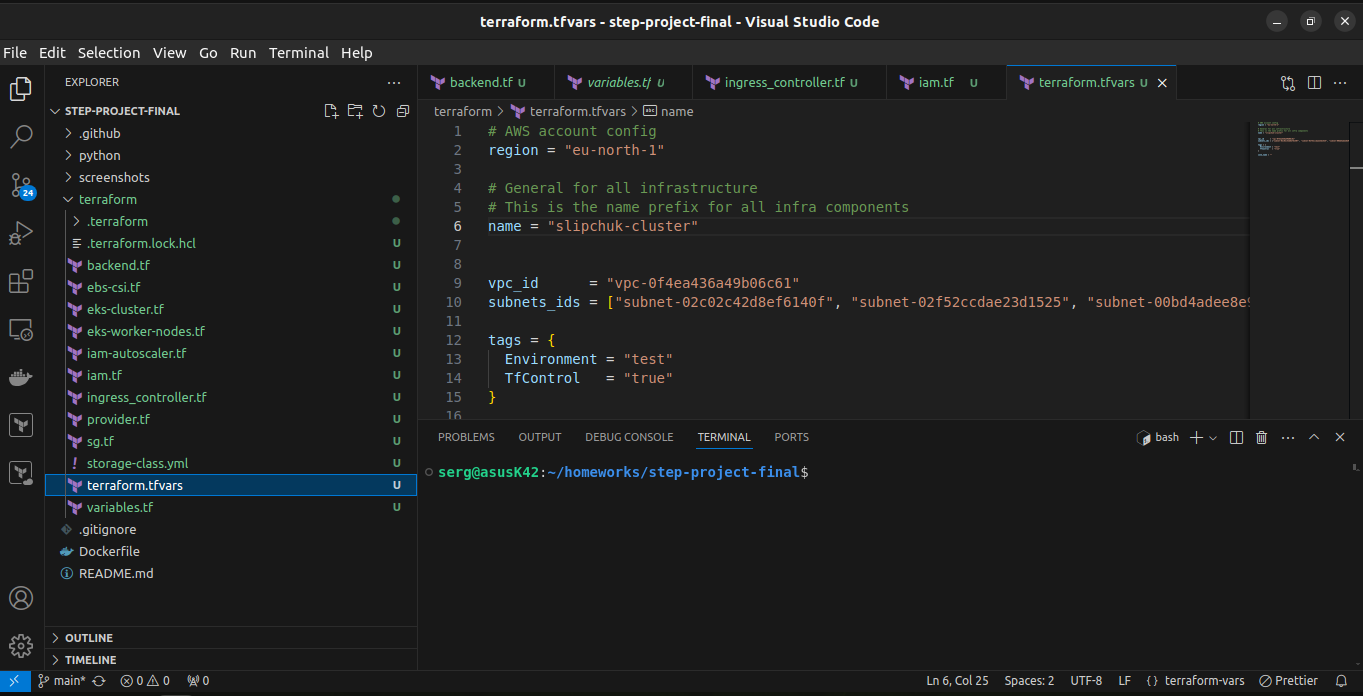 terraform.tfvars - step-project-final - Visual Studio Code
File Edit Selection View Go Run Terminal Help
EXPLORER
STEP-PROJECT-FINAL
.github
python
screenshots
terraform
.terraform
.terraform.lock.hcl U
backend.tf U
ebs-csi.tf U
eks-cluster.tf U
eks-worker-nodes.tf U
iam-autoscaler.tf U
iam.tf U
ingress_controller.tf U
provider.tf U
sg.tf U
storage-class.yml U
terraform.tfvars U
variables.tf U
.gitignore
Dockerfile
README.md
OUTLINE
TIMELINE
24
backend.tf U variables.tf U ingress_controller.tf U iam.tf U terraform.tfvars U
terraform > terraform.tfvars > abc name
1 # AWS account config
2 region = "eu-north-1"
3
4 # General for all infrastructure
5 # This is the name prefix for all infra components
6 name = "slipchuk-cluster"
7
8
9 vpc_id = "vpc-0f4ea436a49b06c61"
10 subnets_ids = ["subnet-02c02c42d8ef6140f", "subnet-02f52ccdae23d1525", "subnet-00bd4adee8e9
11
12 tags = {
13 Environment = "test"
14 TfControl = "true"
15 }
16
PROBLEMS OUTPUT DEBUG CONSOLE TERMINAL PORTS
bash
serg@asusK42:~/homeworks/step-project-final$
main* 0 0 0 Ln 6, Col 25 Spaces: 2 UTF-8 LF {} terraform-vars Prettier